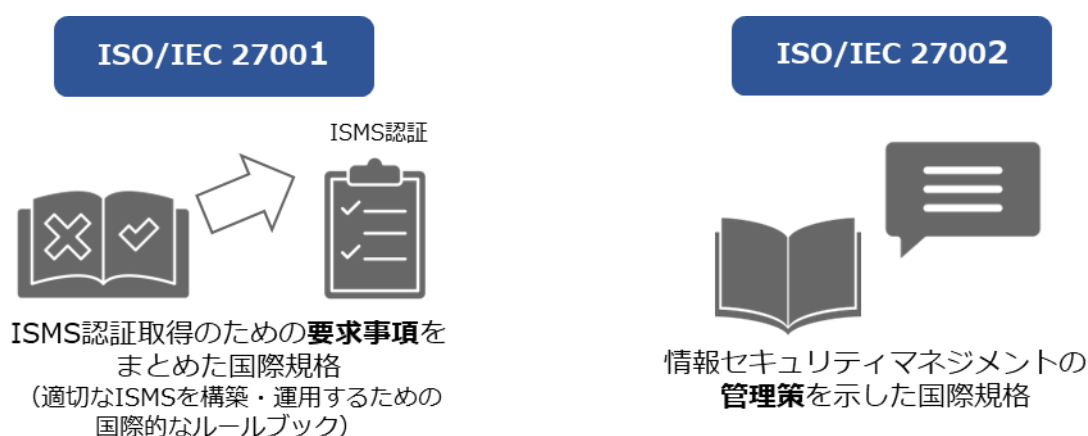 ISO/IEC 27001
ISMS認証
ISMS認証取得のための要求事項を
まとめた国際規格
（適切なISMSを構築・運用するための
国際的なルールブック）
ISO/IEC 27002
情報セキュリティマネジメントの
管理策を示した国際規格